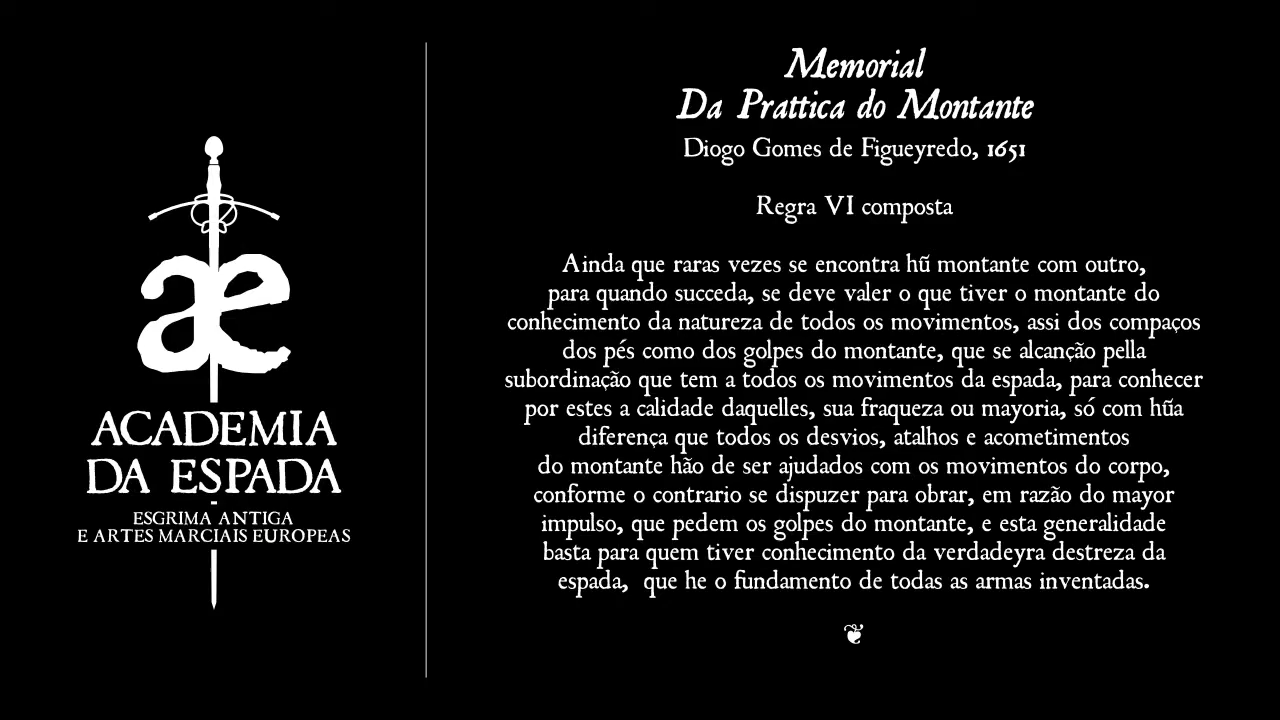 æ
ACADEMIA
DA ESPADA
ESGRIMA ANTIGA
E ARTES MARCIAIS EUROPEAS
Memorial
Da Prattica do Montante
Diogo Gomes de Figueyredo, 1651
Regra VI composta
Ainda que raras vezes se encontra hũ montante com outro,
para quando succeda, se deve valer o que tiver o montante do
conhecimento da natureza de todos os movimentos, assi dos compaços
dos pés como dos golpes do montante, que se alcanção pella
subordinação que tem a todos os movimentos da espada, para conhecer
por estes a calidade daquelles, sua fraqueza ou mayoria, só com hũa
diferença que todos os desvios, atalhos e acometimentos
do montante hão de ser ajudados com os movimentos do corpo,
conforme o contrario se dispuzer para obrar, em razão do mayor
impulso, que pedem os golpes do montante, e esta generalidade
basta para quem tiver conhecimento da verdadeyra destreza da
espada,  que he o fundamento de todas as armas inventadas.